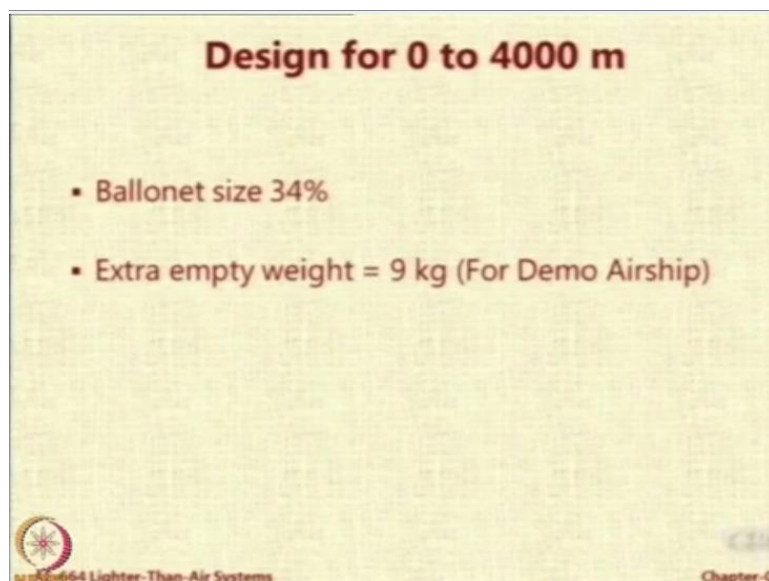 Design for 0 to 4000 m
▪ Ballonet size 34%
▪ Extra empty weight = 9 kg (For Demo Airship)
664 Lighter-Than-Air Systems